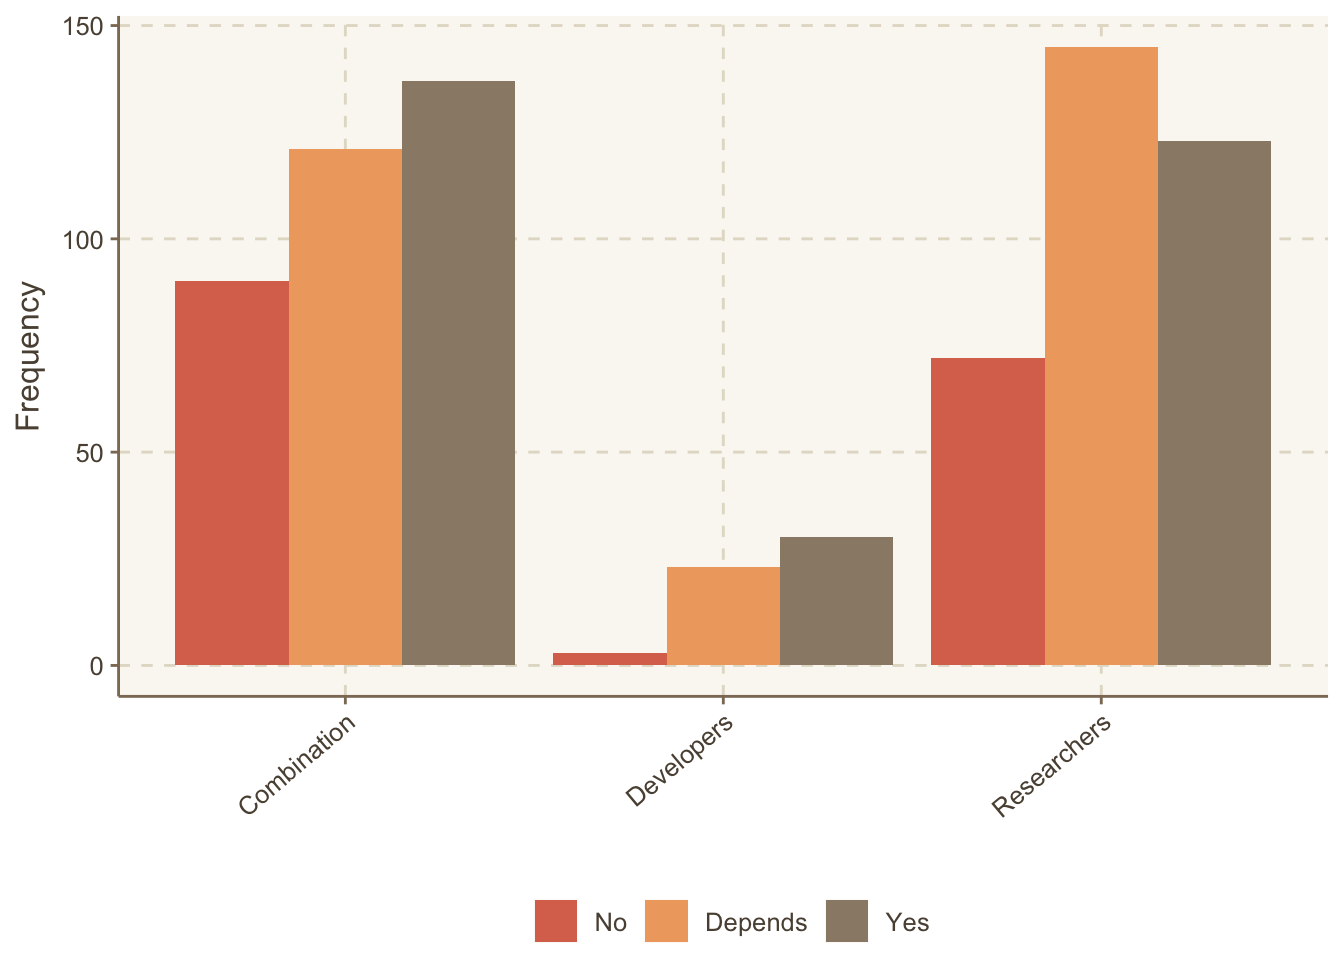 150
100
50
0
Frequency
Combination
Developers
Researchers
No
Depends
Yes